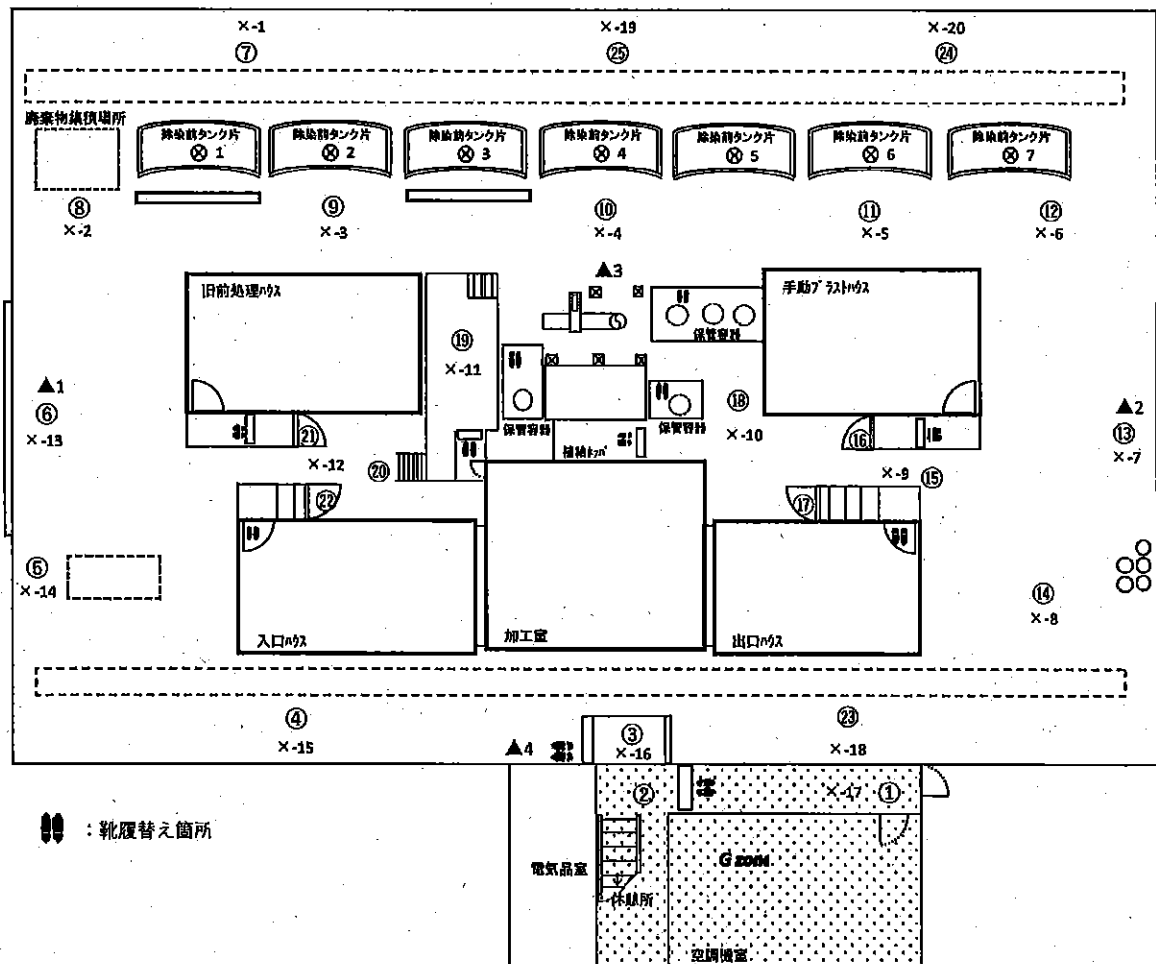 ×-1 ×-19 ×-20
⑦ ㉕ ㉔
廃棄物集積場所
除染前タンク片 除染前タンク片 除染前タンク片 除染前タンク片 除染前タンク片 除染前タンク片 除染前タンク片
⊗ 1 ⊗ 2 ⊗ 3 ⊗ 4 ⊗ 5 ⊗ 6 ⊗ 7
⑧ ⑨ ⑩ ⑪ ⑫
×-2 ×-3 ×-4 ×-5 ×-6
▲3
旧前処理ハウス 手動ブラストハウス
保管容器
⑲
×-11
▲1 ▲2
⑥ ⑱ ⑬
×-13 ×-10 ×-7
保管容器 保管容器
㉑ ⑯
補給ホッパ
×-12 ⑳ ×-9 ⑮
㉒ ⑰
⑤
×-14 ⑭
×-8
入口ハウス 加工室 出口ハウス
④ ③ ㉓
×-15 ▲4 ×-16 ×-18
② ×-17 ①
:靴履替え箇所
電気品室 G zone
休憩所
空調機室